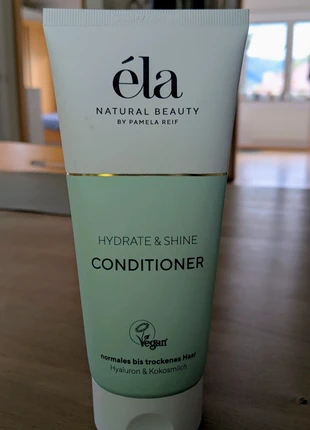 éla
NATURAL BEAUTY
BY PAMELA REIF
HYDRATE & SHINE
CONDITIONER
Vegan
normales bis trockenes Haar
Hyaluron & Kokosmilch